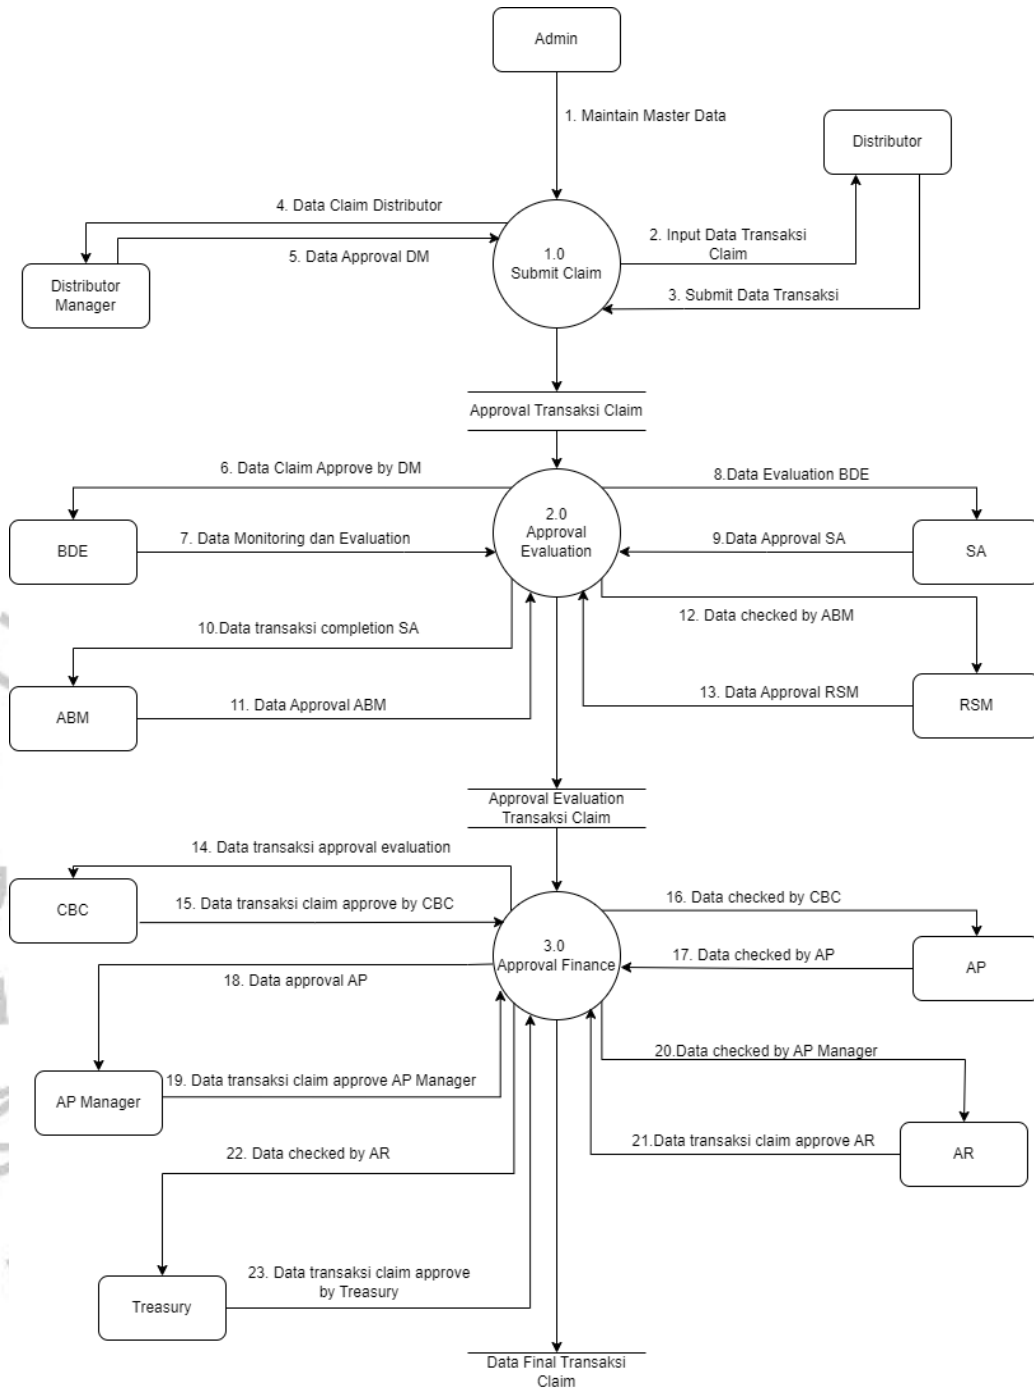 Admin
1. Maintain Master Data
Distributor
4. Data Claim Distributor
2. Input Data Transaksi
Claim
1.0
Submit Claim
5. Data Approval DM
Distributor
Manager
3. Submit Data Transaksi
Approval Transaksi Claim
6. Data Claim Approve by DM
8.Data Evaluation BDE
2.0
Approval
Evaluation
BDE
7. Data Monitoring dan Evaluation
9.Data Approval SA
SA
10.Data transaksi completion SA
12. Data checked by ABM
ABM
11. Data Approval ABM
13. Data Approval RSM
RSM
Approval Evaluation
Transaksi Claim
14. Data transaksi approval evaluation
CBC
15. Data transaksi claim approve by CBC
16. Data checked by CBC
3.0
Approval Finance
17. Data checked by AP
AP
18. Data approval AP
20.Data checked by AP Manager
AP Manager
19. Data transaksi claim approve AP Manager
22. Data checked by AR
21.Data transaksi claim approve AR
AR
23. Data transaksi claim approve
by Treasury
Treasury
Data Final Transaksi
Claim